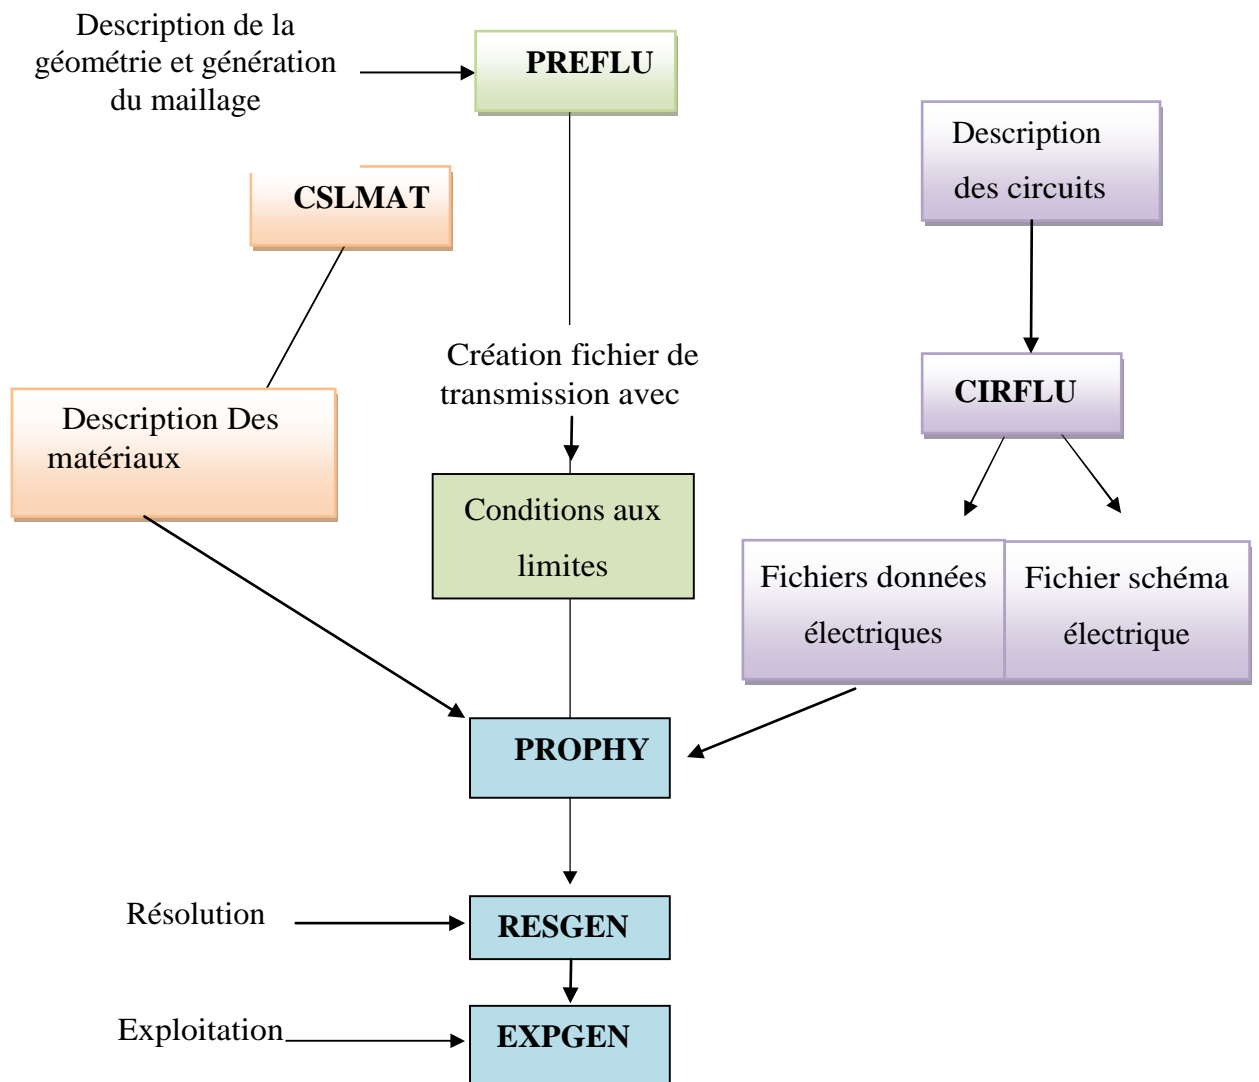 Description de la
géométrie et génération
du maillage
PREFLU
Description
des circuits
CSLMAT
Création fichier de
transmission avec
CIRFLU
Description Des
matériaux
Conditions aux
limites
Fichiers données
électriques
Fichier schéma
électrique
PROPHY
Résolution
RESGEN
Exploitation
EXPGEN